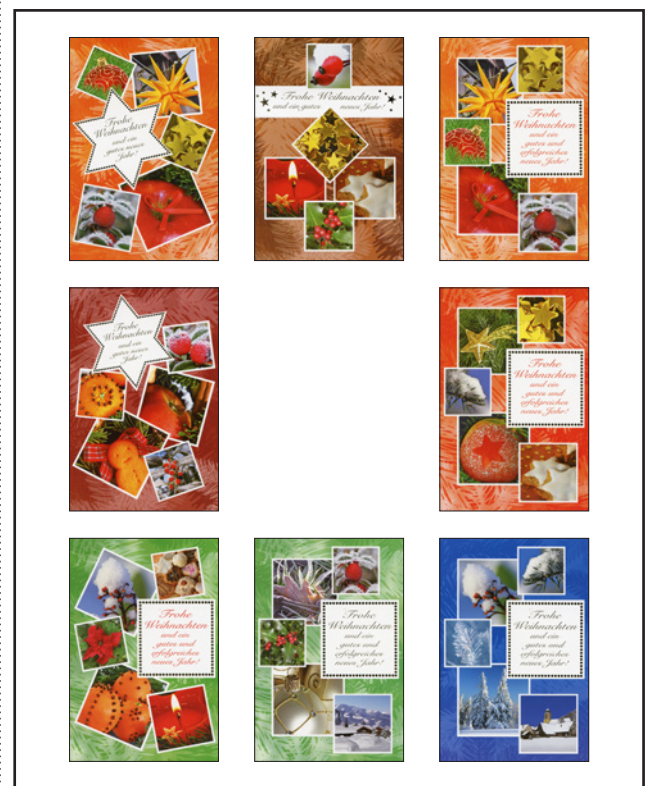 Frohe
Weihnachten
und ein
gutes neues
Jahr!
Frohe Weihnachten
und ein gutes neues Jahr!
Frohe
Weihnachten
und ein
gutes und
erfolgreiches
neues Jahr!
Frohe
Weihnachten
und ein
gutes neues
Jahr!
Frohe
Weihnachten
und ein
gutes und
erfolgreiches
neues Jahr!
Frohe
Weihnachten
und ein
gutes und
erfolgreiches
neues Jahr!
Frohe
Weihnachten
und ein
gutes und
erfolgreiches
neues Jahr!
Frohe
Weihnachten
und ein
gutes und
erfolgreiches
neues Jahr!